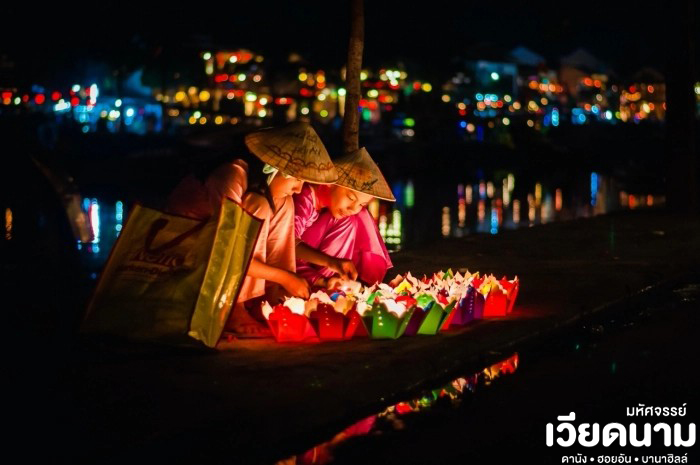 มหัศจรรย์
เวียดนาม
ดานัง • ฮอยอัน • บานาฮิลล์